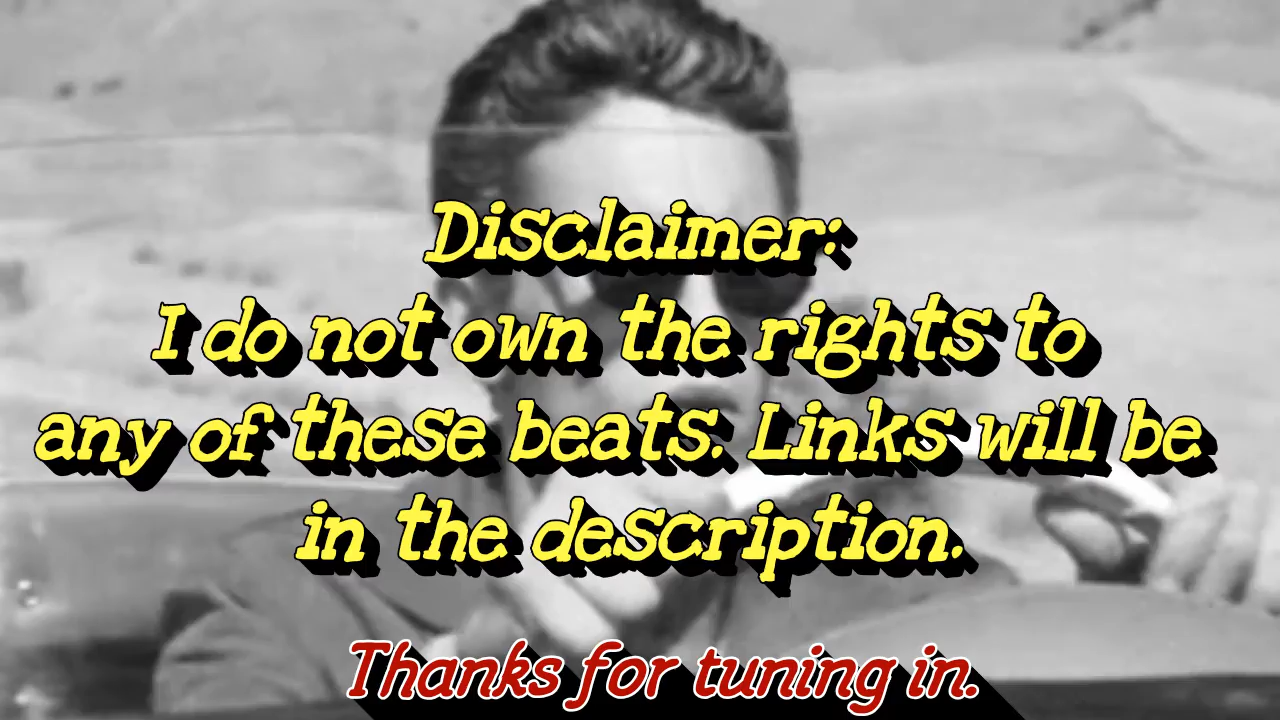 Disclaimer:
I do not own the rights to
any of these beats. Links will be
in the description.
Thanks for tuning in.